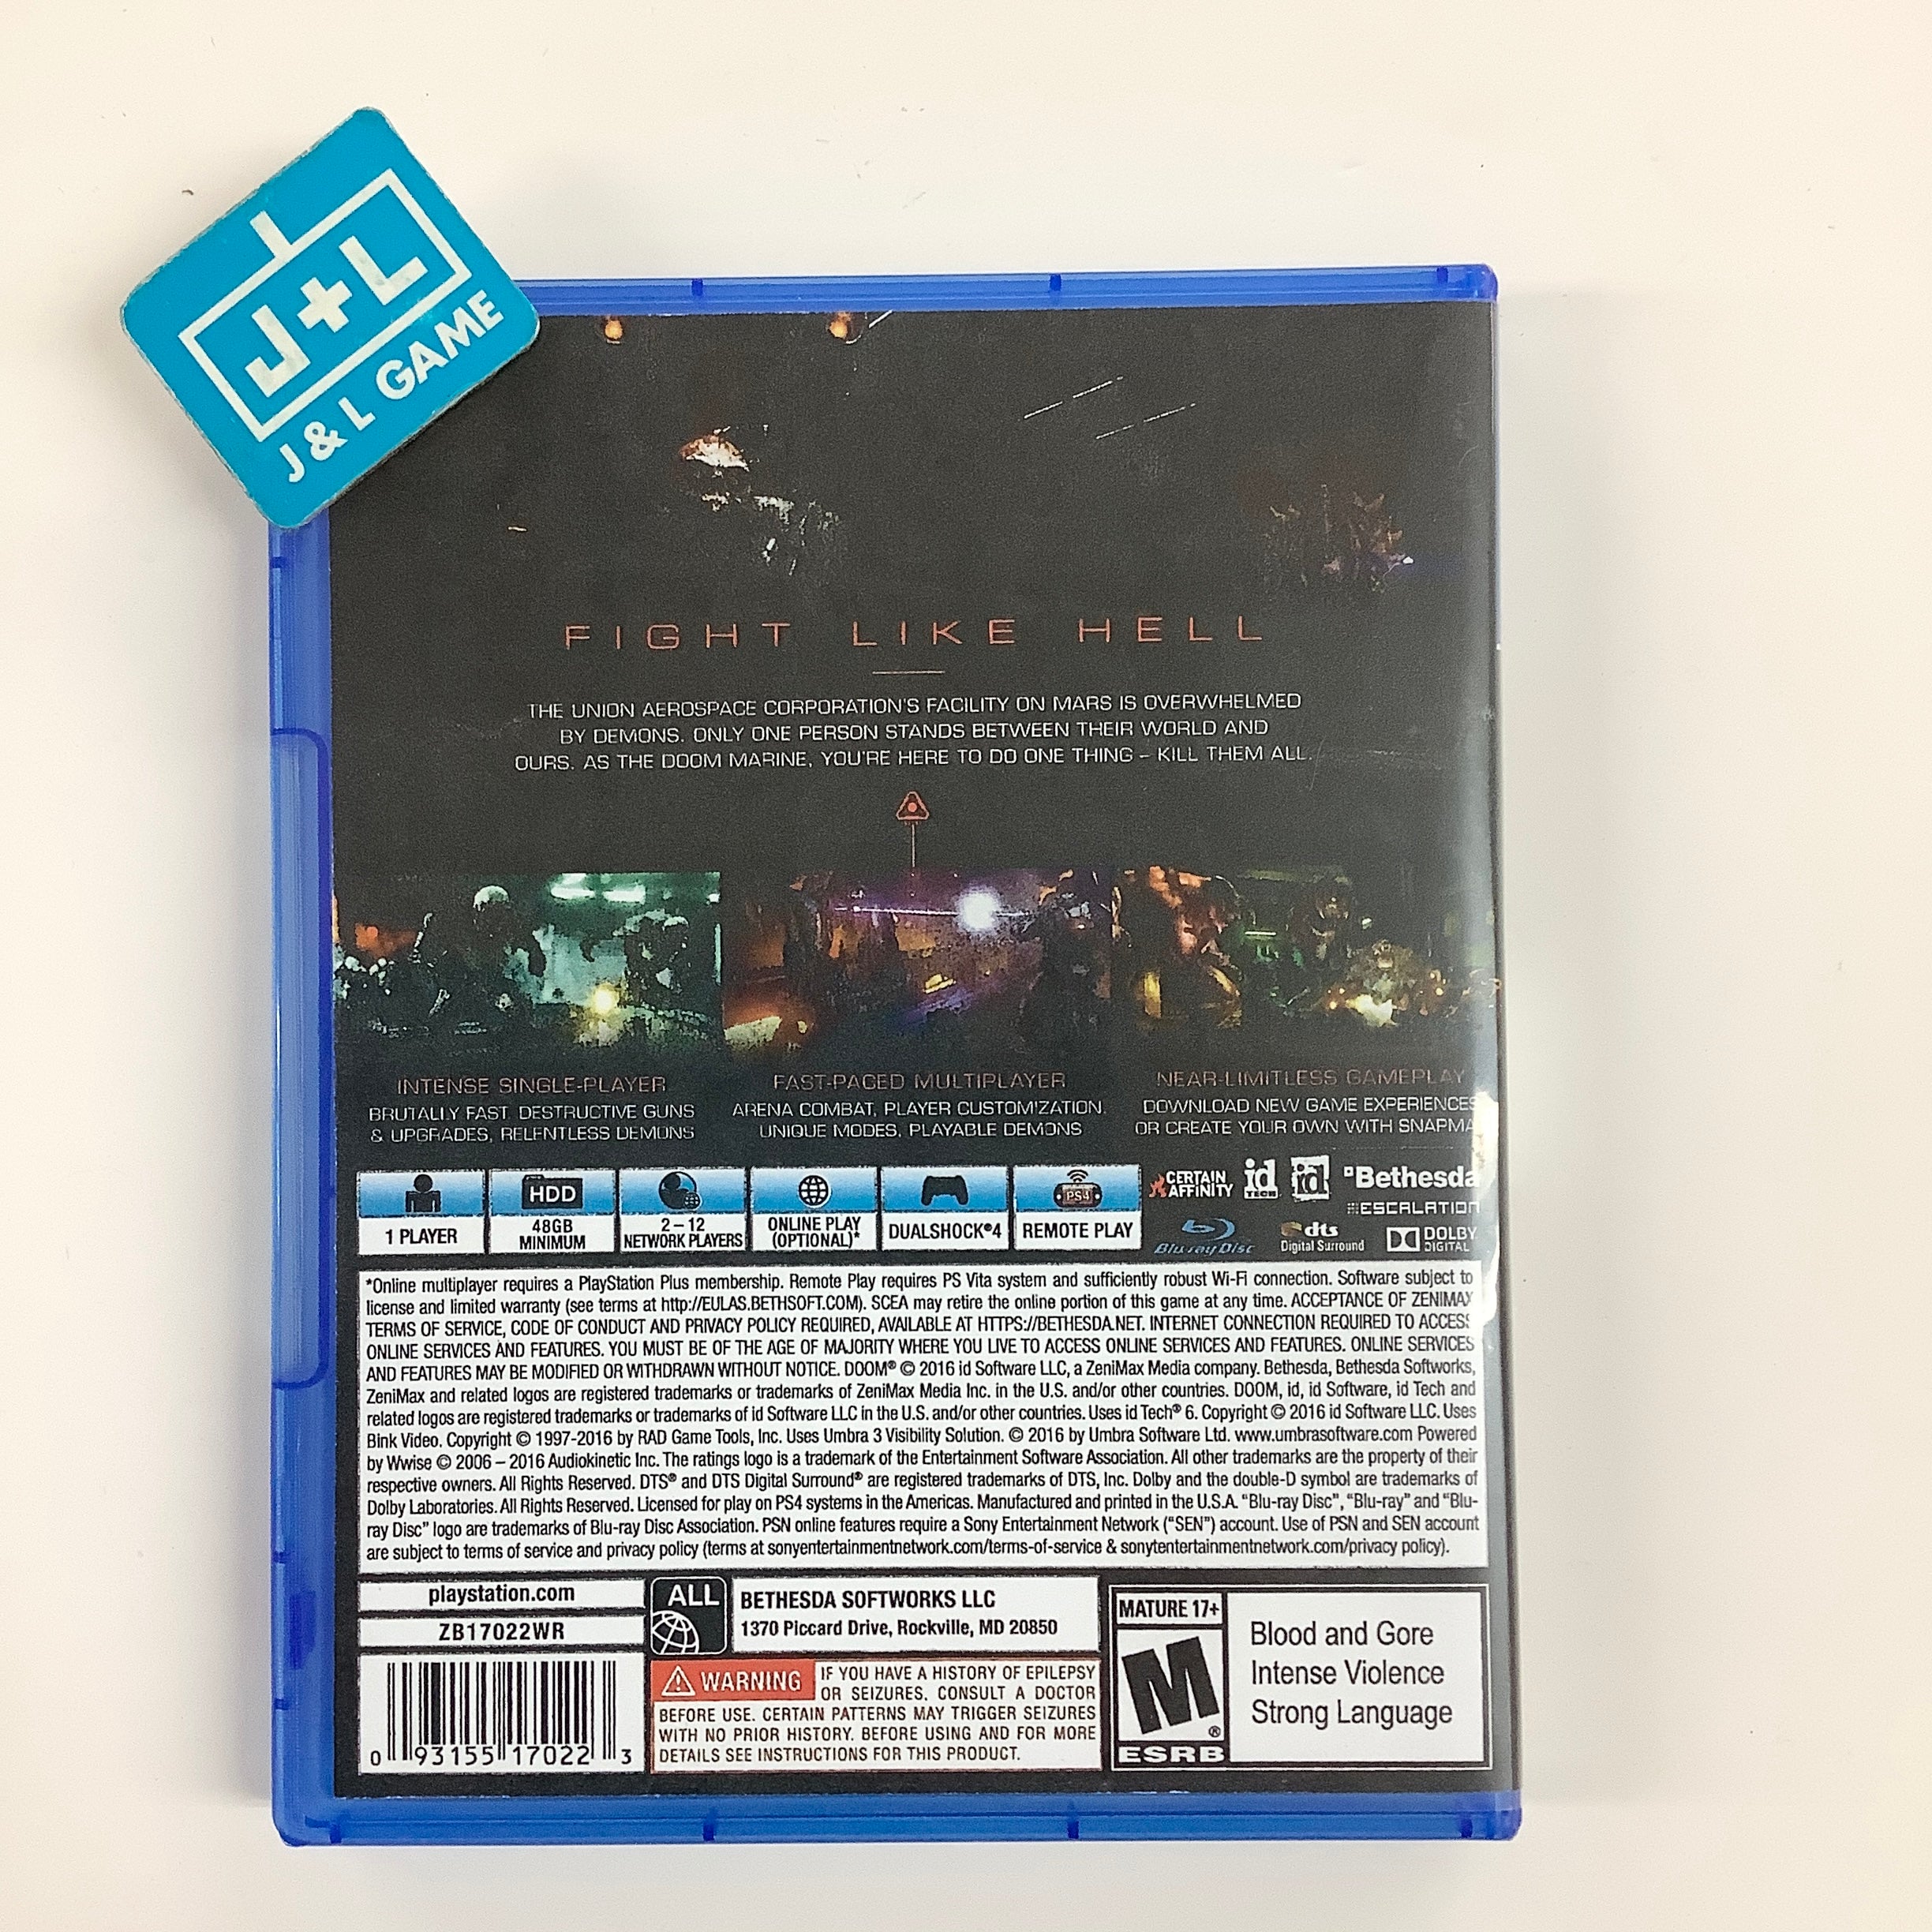 J+L
J & L GAME
FIGHT LIKE HELL
THE UNION AEROSPACE CORPORATION'S FACILITY ON MARS IS OVERWHELMED
BY DEMONS. ONLY ONE PERSON STANDS BETWEEN THEIR WORLD AND
OURS. AS THE DOOM MARINE, YOU'RE HERE TO DO ONE THING – KILL THEM ALL.
INTENSE SINGLE-PLAYER
BRUTALLY FAST, DESTRUCTIVE GUNS
& UPGRADES, RELENTLESS DEMONS
FAST-PACED MULTIPLAYER
ARENA COMBAT, PLAYER CUSTOMIZATION,
UNIQUE MODES, PLAYABLE DEMONS
NEAR-LIMITLESS GAMEPLAY
DOWNLOAD NEW GAME EXPERIENCES
OR CREATE YOUR OWN WITH SNAPMA
1 PLAYER
HDD
48GB
MINIMUM
2 – 12
NETWORK PLAYERS
ONLINE PLAY
(OPTIONAL)*
DUALSHOCK®4
PS4
REMOTE PLAY
CERTAIN
AFFINITY
id
TECH
id
Bethesda
ESCALATION
Blu-ray Disc
dts
Digital Surround
DOLBY
DIGITAL
*Online multiplayer requires a PlayStation Plus membership. Remote Play requires PS Vita system and sufficiently robust Wi-Fi connection. Software subject to
license and limited warranty (see terms at http://EULAS.BETHSOFT.COM). SCEA may retire the online portion of this game at any time. ACCEPTANCE OF ZENIMAX
TERMS OF SERVICE, CODE OF CONDUCT AND PRIVACY POLICY REQUIRED, AVAILABLE AT HTTPS://BETHESDA.NET. INTERNET CONNECTION REQUIRED TO ACCESS
ONLINE SERVICES AND FEATURES. YOU MUST BE OF THE AGE OF MAJORITY WHERE YOU LIVE TO ACCESS ONLINE SERVICES AND FEATURES. ONLINE SERVICES
AND FEATURES MAY BE MODIFIED OR WITHDRAWN WITHOUT NOTICE. DOOM® © 2016 id Software LLC, a ZeniMax Media company. Bethesda, Bethesda Softworks,
ZeniMax and related logos are registered trademarks or trademarks of ZeniMax Media Inc. in the U.S. and/or other countries. DOOM, id, id Software, id Tech and
related logos are registered trademarks or trademarks of id Software LLC in the U.S. and/or other countries. Uses id Tech® 6. Copyright © 2016 id Software LLC. Uses
Bink Video. Copyright © 1997-2016 by RAD Game Tools, Inc. Uses Umbra 3 Visibility Solution. © 2016 by Umbra Software Ltd. www.umbrasoftware.com Powered
by Wwise © 2006 – 2016 Audiokinetic Inc. The ratings logo is a trademark of the Entertainment Software Association. All other trademarks are the property of their
respective owners. All Rights Reserved. DTS® and DTS Digital Surround® are registered trademarks of DTS, Inc. Dolby and the double-D symbol are trademarks of
Dolby Laboratories. All Rights Reserved. Licensed for play on PS4 systems in the Americas. Manufactured and printed in the U.S.A. “Blu-ray Disc”, “Blu-ray” and “Blu-
ray Disc” logo are trademarks of Blu-ray Disc Association. PSN online features require a Sony Entertainment Network (“SEN”) account. Use of PSN and SEN account
are subject to terms of service and privacy policy (terms at sonyentertainmentnetwork.com/terms-of-service & sonytentertainmentnetwork.com/privacy policy).
playstation.com
ZB17022WR
0 93155 17022 3
ALL
BETHESDA SOFTWORKS LLC
1370 Piccard Drive, Rockville, MD 20850
WARNING IF YOU HAVE A HISTORY OF EPILEPSY
OR SEIZURES, CONSULT A DOCTOR
BEFORE USE. CERTAIN PATTERNS MAY TRIGGER SEIZURES
WITH NO PRIOR HISTORY. BEFORE USING AND FOR MORE
DETAILS SEE INSTRUCTIONS FOR THIS PRODUCT.
MATURE 17+
M®
ESRB
Blood and Gore
Intense Violence
Strong Language